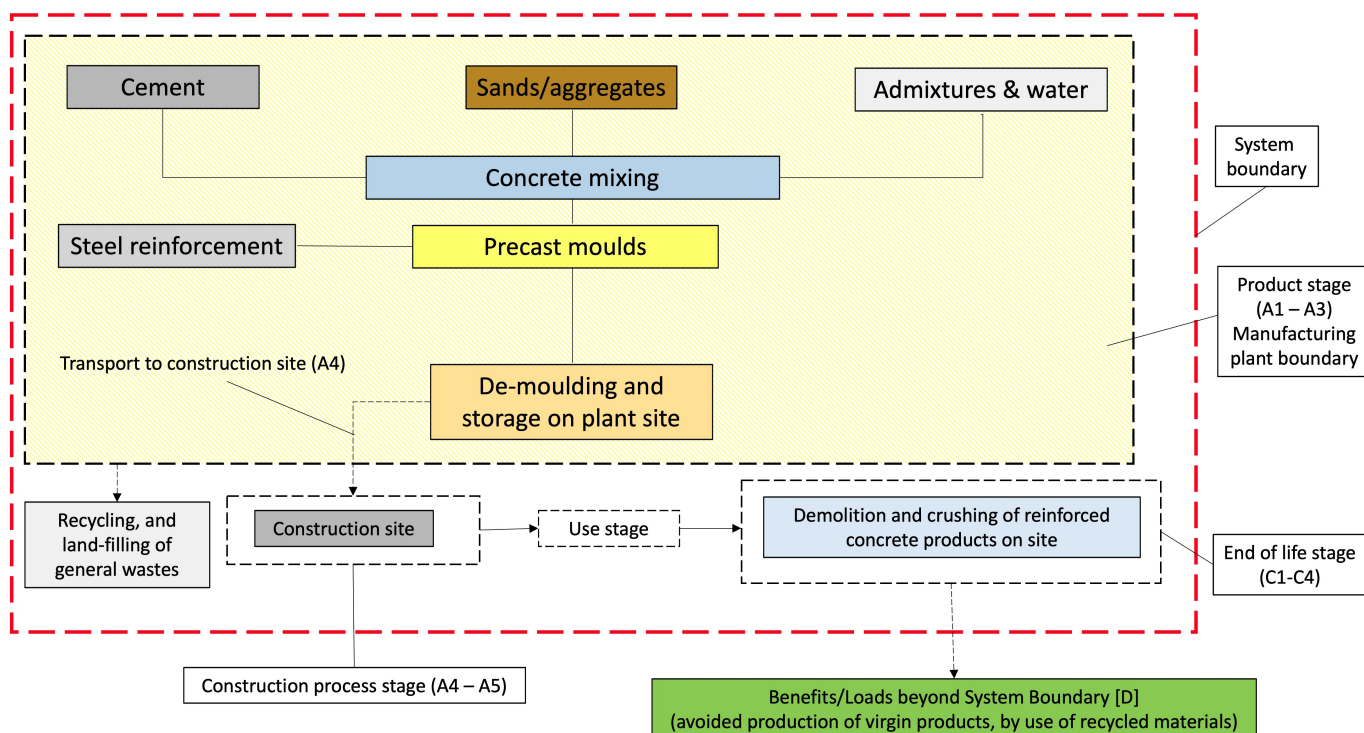 Cement
Sands/aggregates
Admixtures & water
Concrete mixing
System
boundary
Steel reinforcement
Precast moulds
Product stage
(A1 – A3)
Manufacturing
plant boundary
Transport to construction site (A4)
De-moulding and
storage on plant site
Recycling, and
land-filling of
general wastes
Construction site
Use stage
Demolition and crushing of reinforced
concrete products on site
End of life stage
(C1-C4)
Construction process stage (A4 – A5)
Benefits/Loads beyond System Boundary [D]
(avoided production of virgin products, by use of recycled materials)